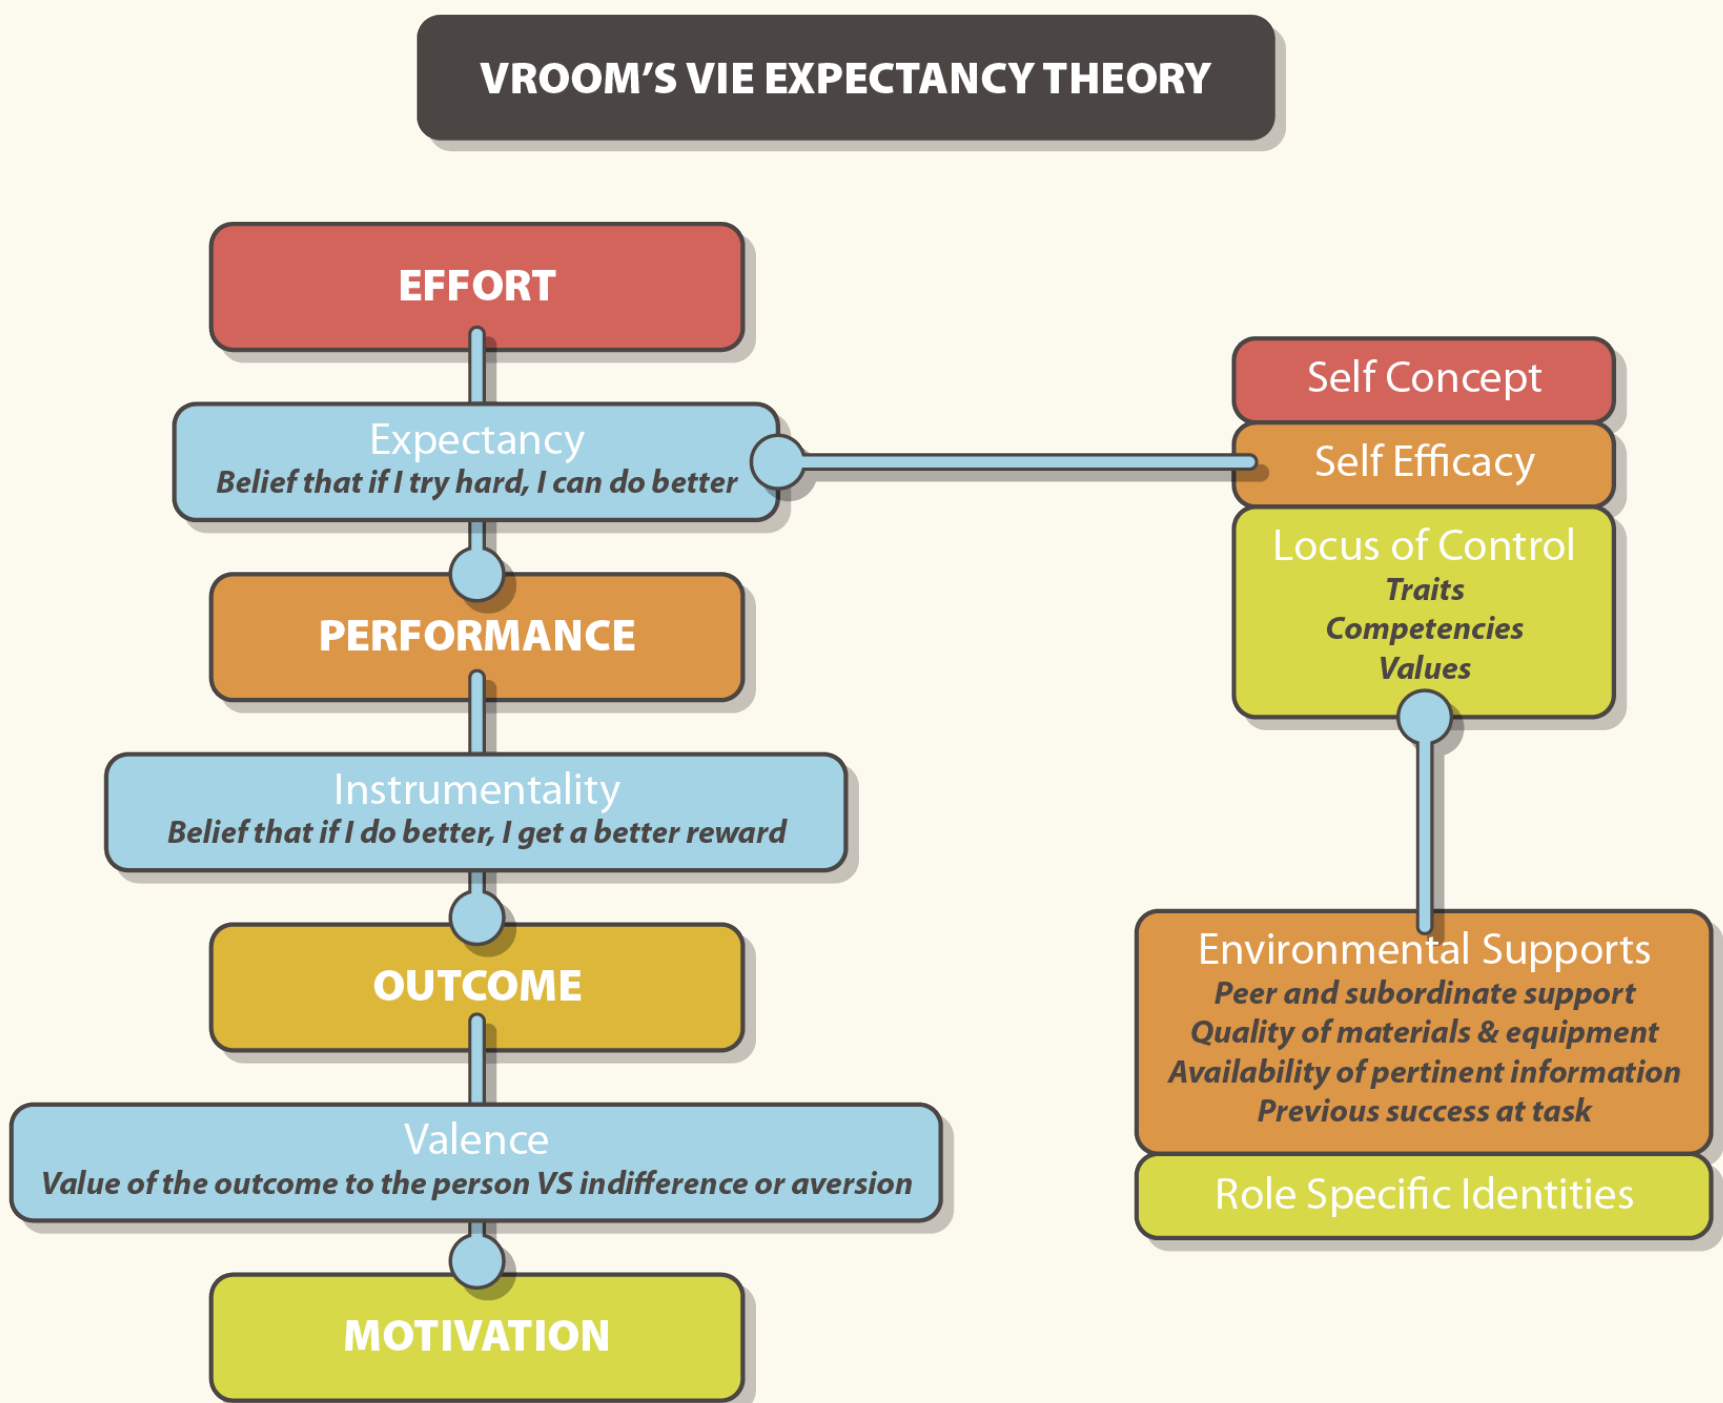 VROOM'S VIE EXPECTANCY THEORY
EFFORT
Expectancy
Belief that if I try hard, I can do better
PERFORMANCE
Instrumentality
Belief that if I do better, I get a better reward
OUTCOME
Valence
Value of the outcome to the person VS indifference or aversion
MOTIVATION
Self Concept
Self Efficacy
Locus of Control
Traits
Competencies
Values
Environmental Supports
Peer and subordinate support
Quality of materials & equipment
Availability of pertinent information
Previous success at task
Role Specific Identities